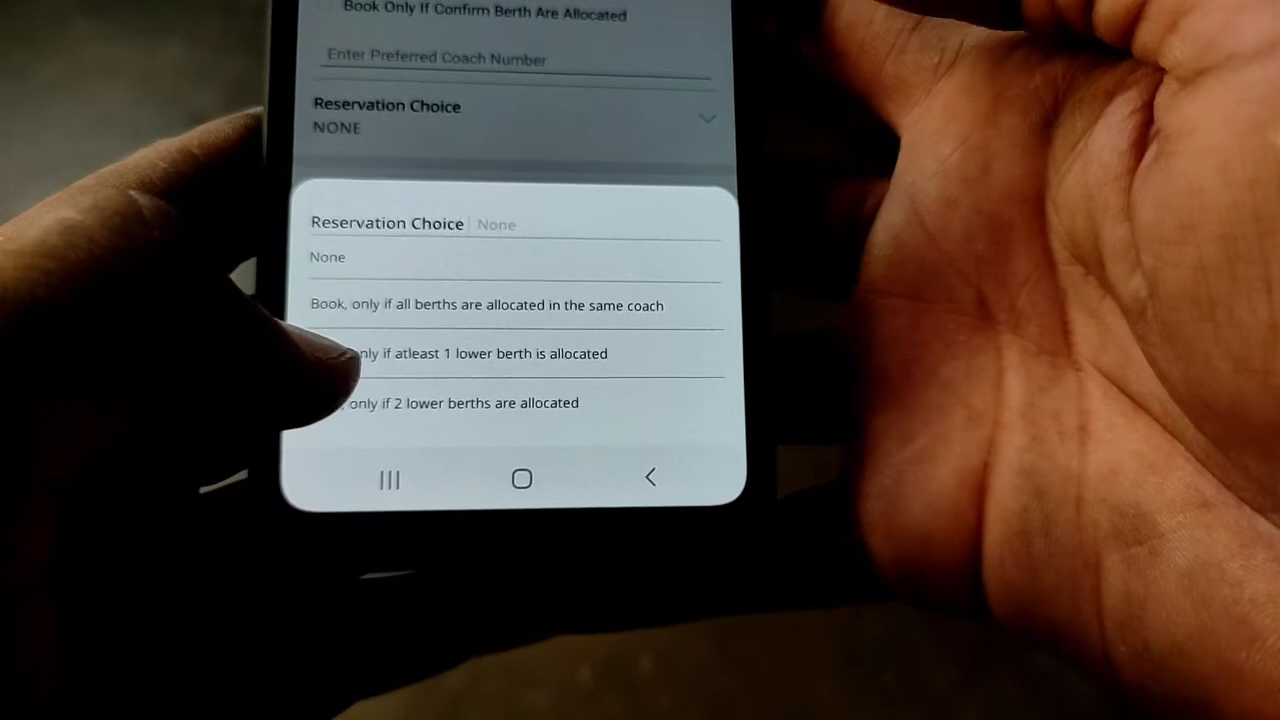 Book Only If Confirm Berth Are Allocated
Enter Preferred Coach Number
Reservation Choice
NONE
Reservation Choice None
None
Book, only if all berths are allocated in the same coach
only if atleast 1 lower berth is allocated
only if 2 lower berths are allocated